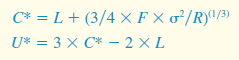 C* = L + (3/4 × F × σ²/R)^(1/3)
U* = 3 × C* − 2 × L